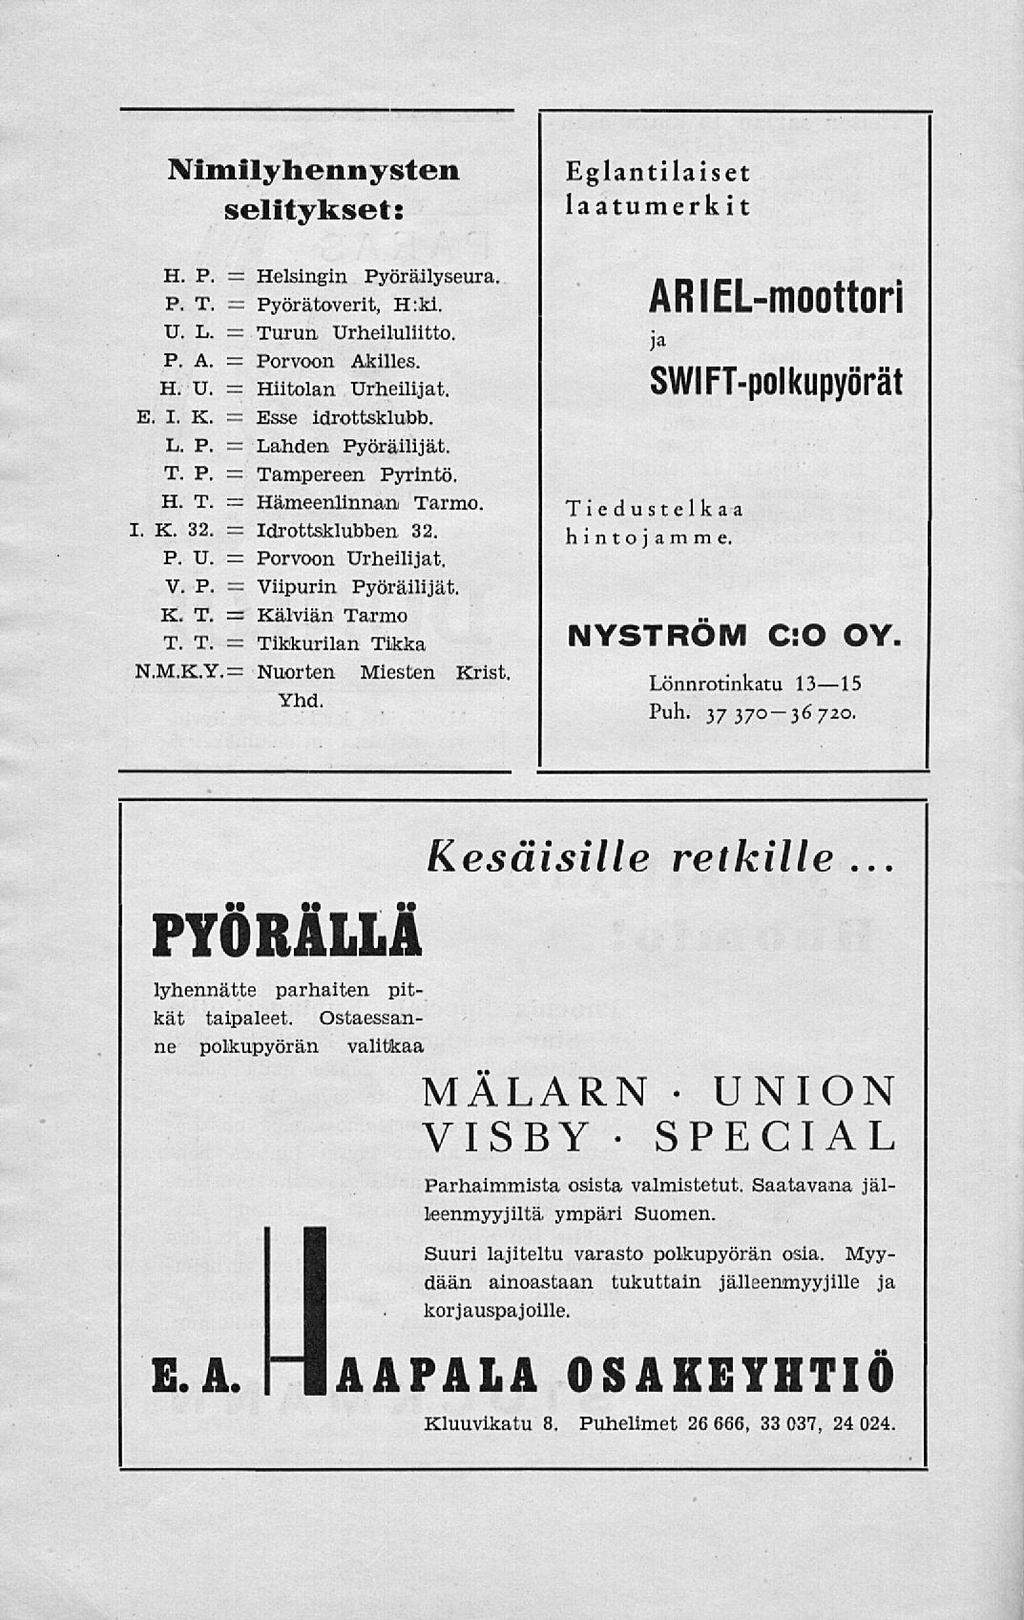 Nimilyhennysten
selitykset:
H. P. = Helsingin Pyöräilyseura.
P. T. = Pyörätoverit, H:ki.
U. L. = Turun Urheiluliitto.
P. A. = Porvoon Akilles.
H. U. = Hiitolan Urheilijat.
E. I. K. = Esse idrottsklubb.
L. P. = Lahden Pyöräilijät.
T. P. = Tampereen Pyrintö.
H. T. = Hämeenlinnan Tarmo.
I. K. 32. = Idrottsklubben 32.
P. U. = Porvoon Urheilijat.
V. P. = Viipurin Pyöräilijät.
K. T. = Kälviän Tarmo
T. T. = Tikkurilan Tikka
N.M.K.Y.= Nuorten Miesten Krist.
Yhd.
Eglantilaiset
laatumerkit
ARIEL-moottori
ja
SWIFT-polkupyörät
Tiedustelkaa
hintojamme.
NYSTRÖM C:O OY.
Lönnrotinkatu 13—15
Puh. 37 370—36 720.
Kesäisille retkille ...
PYÖRÄLLÄ
lyhennätte parhaiten pit-
kät taipaleet. Ostaessan-
ne polkupyörän valitkaa
MÄLARN · UNION
VISBY · SPECIAL
Parhaimmista osista valmistetut. Saatavana jäl-
leenmyyjiltä ympäri Suomen.
Suuri lajiteltu varasto polkupyörän osia. Myy-
dään ainoastaan tukuttain jälleenmyyjille ja
korjauspajoille.
E. A. HAAPALA OSAKEYHTIÖ
Kluuvikatu 8. Puhelimet 26 666, 33 037, 24 024.